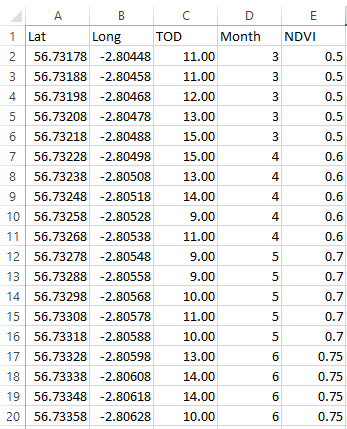 A B C D E
1 Lat Long TOD Month NDVI
2 56.73178 -2.80448 11.00 3 0.5
3 56.73188 -2.80458 11.00 3 0.5
4 56.73198 -2.80468 12.00 3 0.5
5 56.73208 -2.80478 13.00 3 0.5
6 56.73218 -2.80488 15.00 3 0.5
7 56.73228 -2.80498 15.00 4 0.6
8 56.73238 -2.80508 13.00 4 0.6
9 56.73248 -2.80518 14.00 4 0.6
10 56.73258 -2.80528 9.00 4 0.6
11 56.73268 -2.80538 11.00 4 0.6
12 56.73278 -2.80548 9.00 5 0.7
13 56.73288 -2.80558 9.00 5 0.7
14 56.73298 -2.80568 10.00 5 0.7
15 56.73308 -2.80578 11.00 5 0.7
16 56.73318 -2.80588 10.00 5 0.7
17 56.73328 -2.80598 13.00 6 0.75
18 56.73338 -2.80608 14.00 6 0.75
19 56.73348 -2.80618 14.00 6 0.75
20 56.73358 -2.80628 10.00 6 0.75